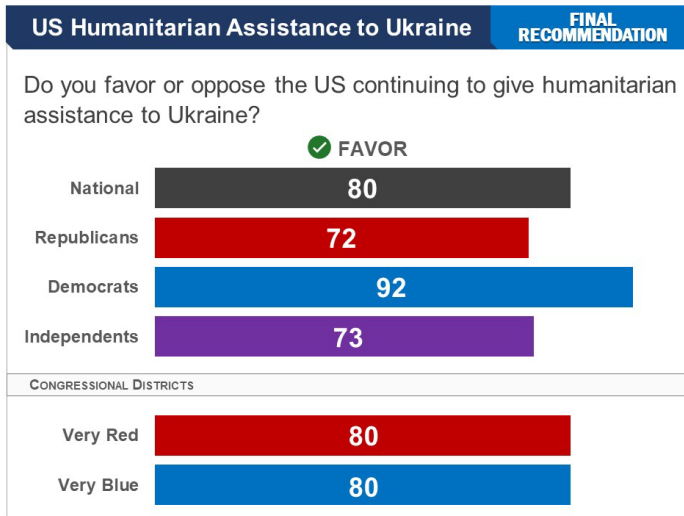 US Humanitarian Assistance to Ukraine
FINAL
RECOMMENDATION
Do you favor or oppose the US continuing to give humanitarian
assistance to Ukraine?
FAVOR
National 80
Republicans 72
Democrats 92
Independents 73
CONGRESSIONAL DISTRICTS
Very Red 80
Very Blue 80